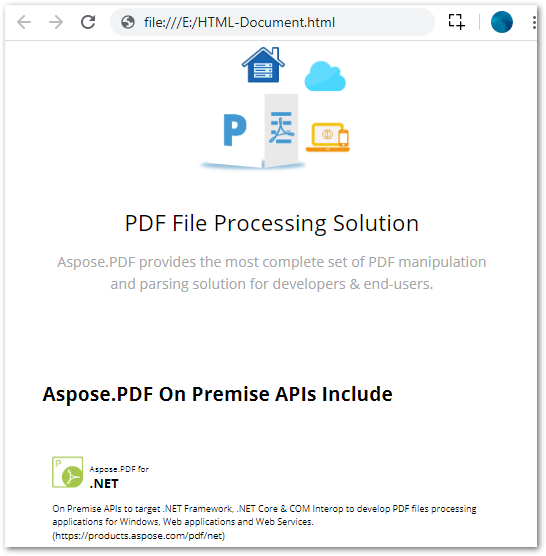 file:///E:/HTML-Document.html
P
PDF File Processing Solution
Aspose.PDF provides the most complete set of PDF manipulation
and parsing solution for developers & end-users.
Aspose.PDF On Premise APIs Include
P
Aspose.PDF for
.NET
On Premise APIs to target .NET Framework, .NET Core & COM Interop to develop PDF files processing
applications for Windows, Web applications and Web Services.
(https://products.aspose.com/pdf/net)